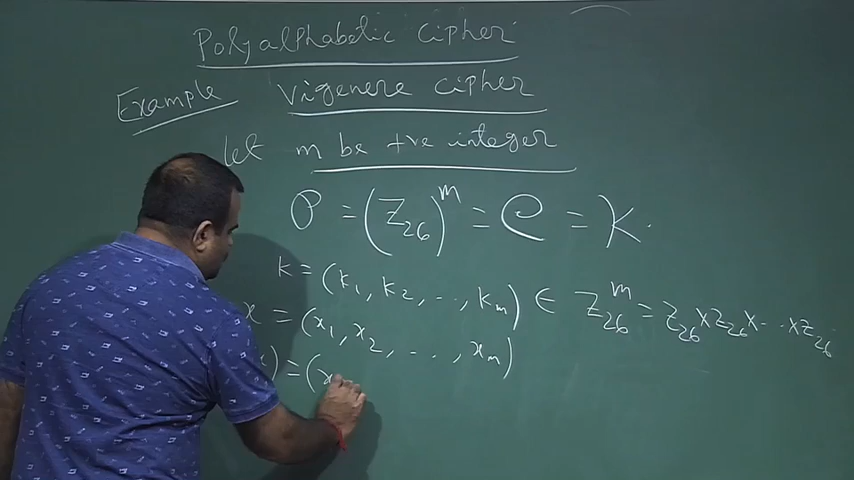 Polyalphabetic Cipher
Example Vigenere cipher
let m be +ve integer
P = (Z₂₆)ᵐ = C = K.
k = (k₁, k₂, ..., kₘ) ∈ Z₂₆ᵐ = Z₂₆ x Z₂₆ x ... x Z₂₆
x = (x₁, x₂, ..., xₘ)
) = (x